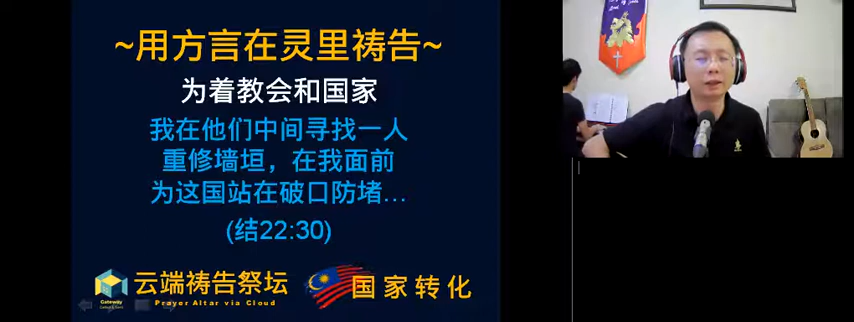 ~用方言在灵里祷告~
为着教会和国家
我在他们中间寻找一人
重修墙垣，在我面前
为这国站在破口防堵…
(结22:30)
云端祷告祭坛
Gateway
Prayer Altar via Cloud
国家转化